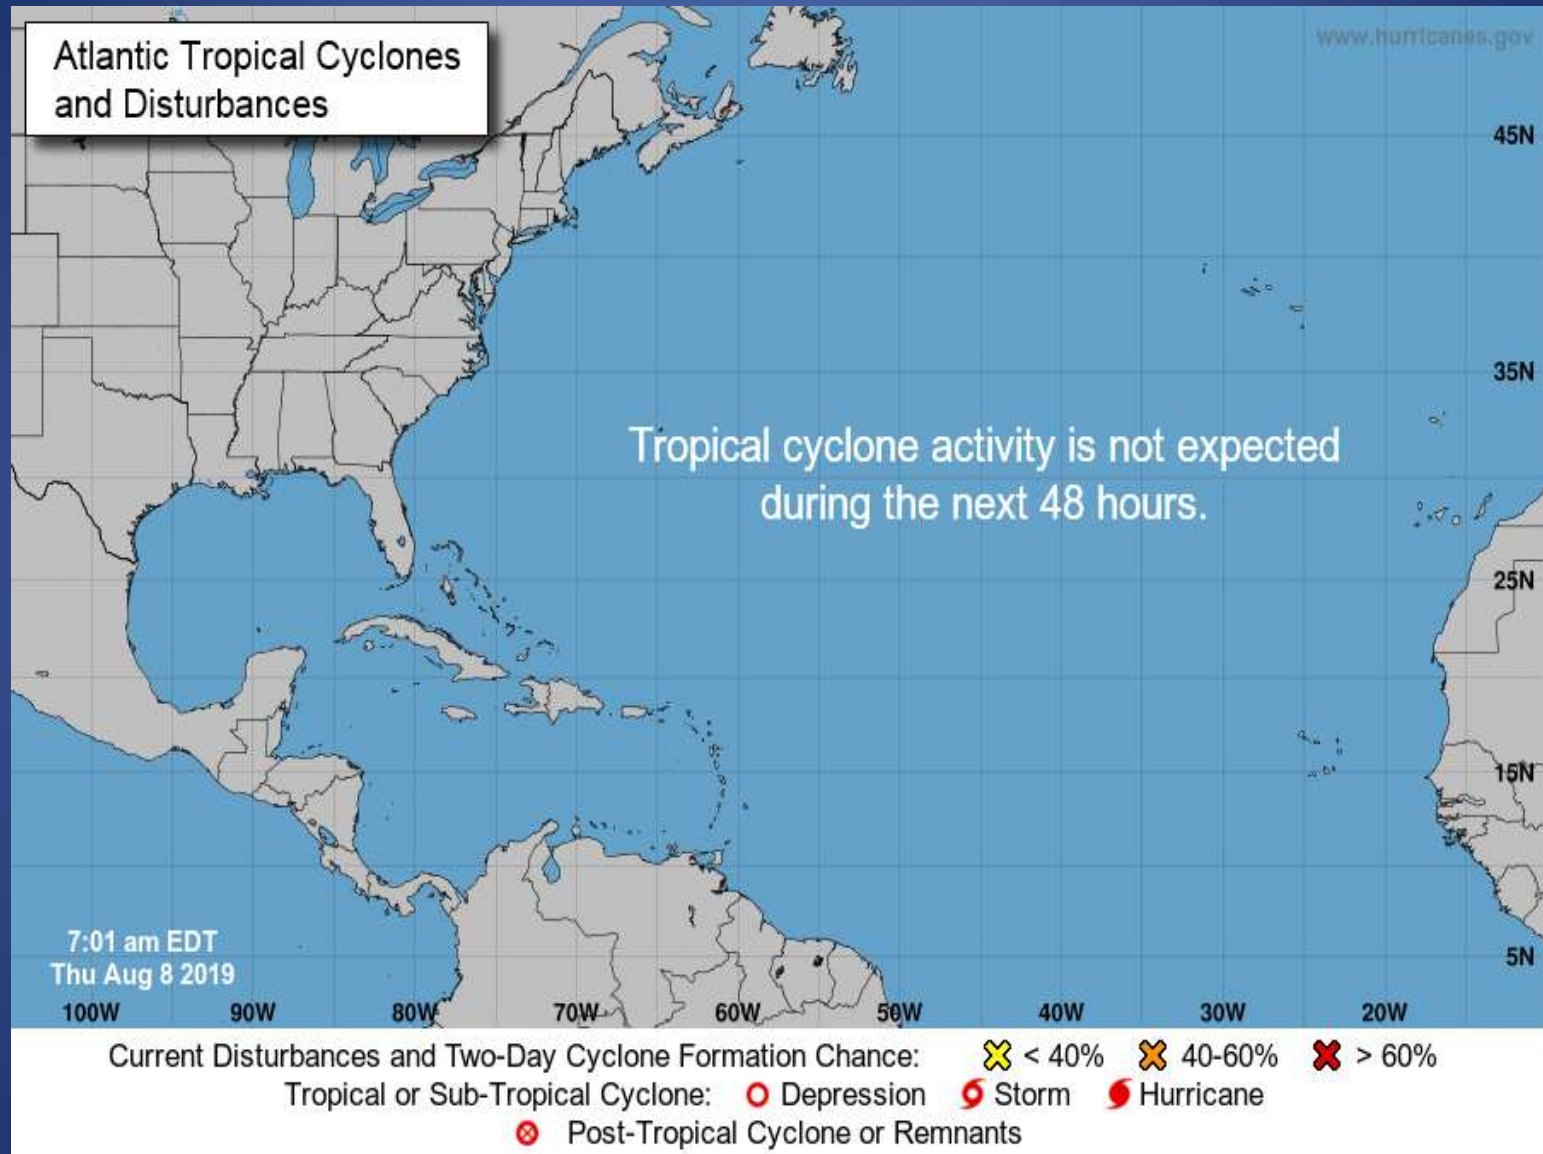 Atlantic Tropical Cyclones
and Disturbances
www.hurricanes.gov
45N
35N
Tropical cyclone activity is not expected
during the next 48 hours.
25N
15N
7:01 am EDT
Thu Aug 8 2019
5N
100W 90W 80W 70W 60W 50W 40W 30W 20W
Current Disturbances and Two-Day Cyclone Formation Chance: < 40% 40-60% > 60%
Tropical or Sub-Tropical Cyclone: Depression Storm Hurricane
Post-Tropical Cyclone or Remnants